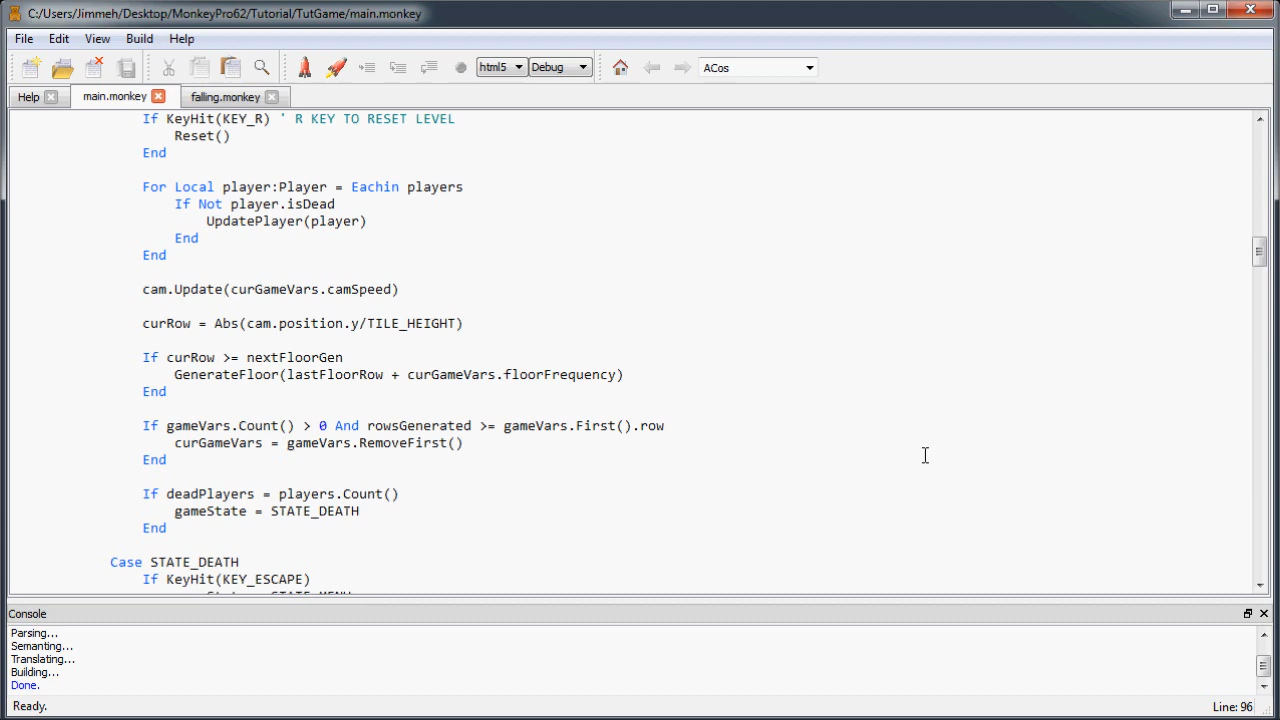 C:/Users/Jimmeh/Desktop/MonkeyPro62/Tutorial/TutGame/main.monkey
File Edit View Build Help
html5 Debug ACos
Help main.monkey falling.monkey
If KeyHit(KEY_R) ' R KEY TO RESET LEVEL
Reset()
End
For Local player:Player = Eachin players
If Not player.isDead
UpdatePlayer(player)
End
End
cam.Update(curGameVars.camSpeed)
curRow = Abs(cam.position.y/TILE_HEIGHT)
If curRow >= nextFloorGen
GenerateFloor(lastFloorRow + curGameVars.floorFrequency)
End
If gameVars.Count() > 0 And rowsGenerated >= gameVars.First().row
curGameVars = gameVars.RemoveFirst()
End
If deadPlayers = players.Count()
gameState = STATE_DEATH
End
Case STATE_DEATH
If KeyHit(KEY_ESCAPE)
Console
Parsing...
Semanting...
Translating...
Building...
Done.
Ready. Line: 96